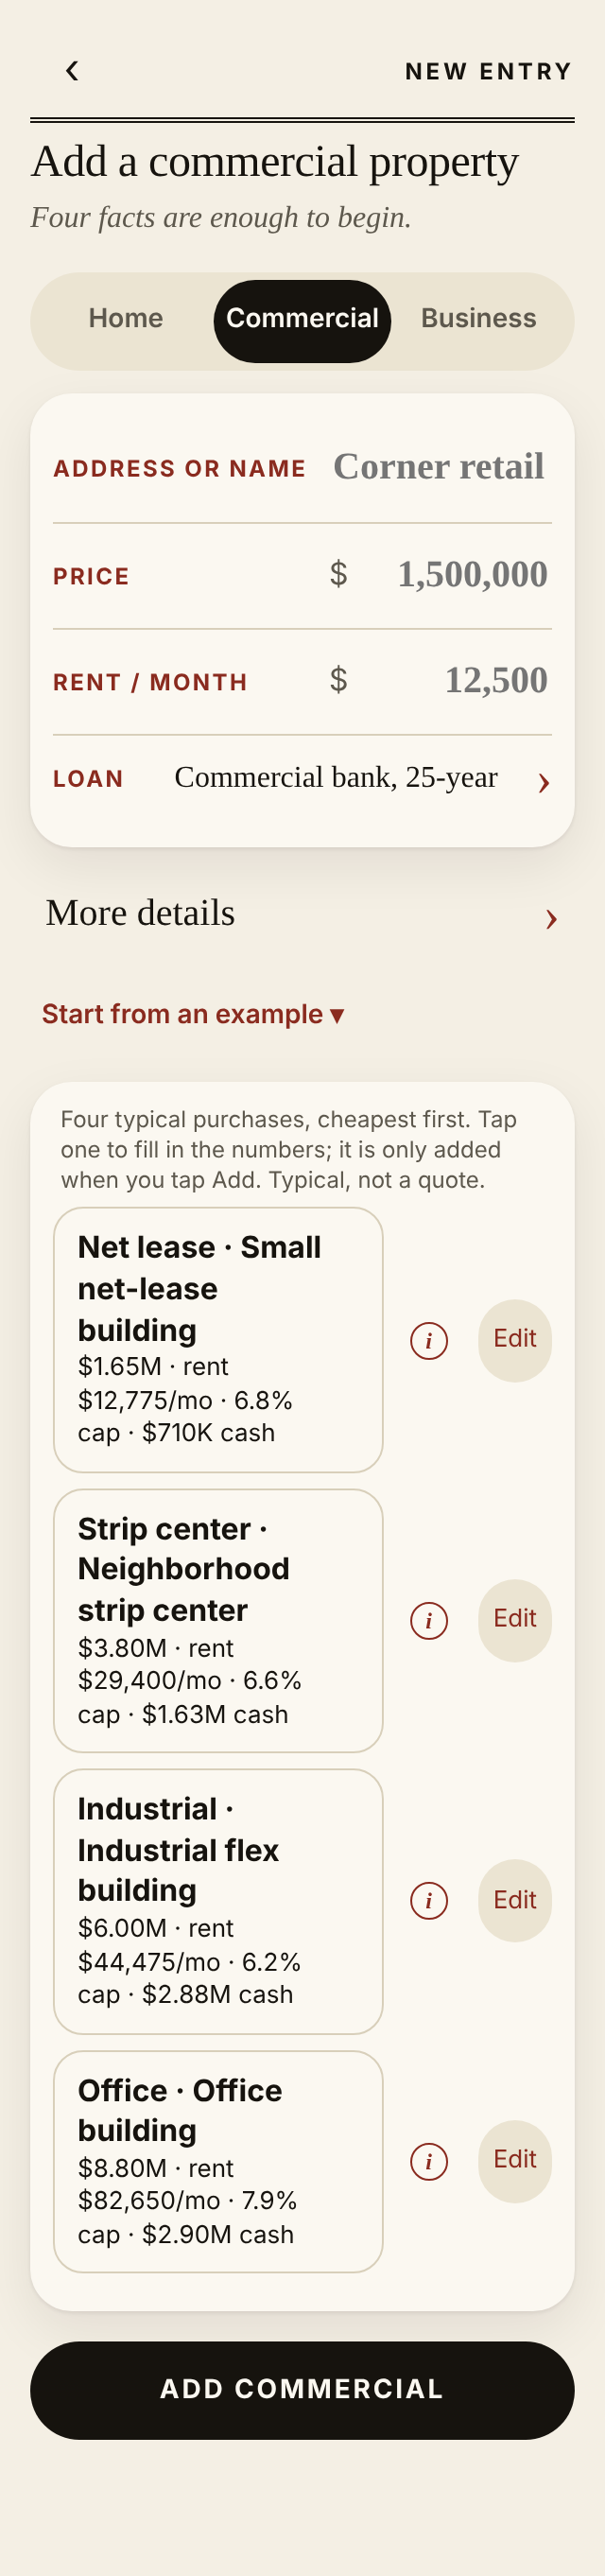 ‹ NEW ENTRY
Add a commercial property
Four facts are enough to begin.
Home Commercial Business
ADDRESS OR NAME Corner retail
PRICE $ 1,500,000
RENT / MONTH $ 12,500
LOAN Commercial bank, 25-year ›
More details ›
Start from an example ▾
Four typical purchases, cheapest first. Tap
one to fill in the numbers; it is only added
when you tap Add. Typical, not a quote.
Net lease · Small
net-lease
building
$1.65M · rent
$12,775/mo · 6.8%
cap · $710K cash
i Edit
Strip center ·
Neighborhood
strip center
$3.80M · rent
$29,400/mo · 6.6%
cap · $1.63M cash
i Edit
Industrial ·
Industrial flex
building
$6.00M · rent
$44,475/mo · 6.2%
cap · $2.88M cash
i Edit
Office · Office
building
$8.80M · rent
$82,650/mo · 7.9%
cap · $2.90M cash
i Edit
ADD COMMERCIAL